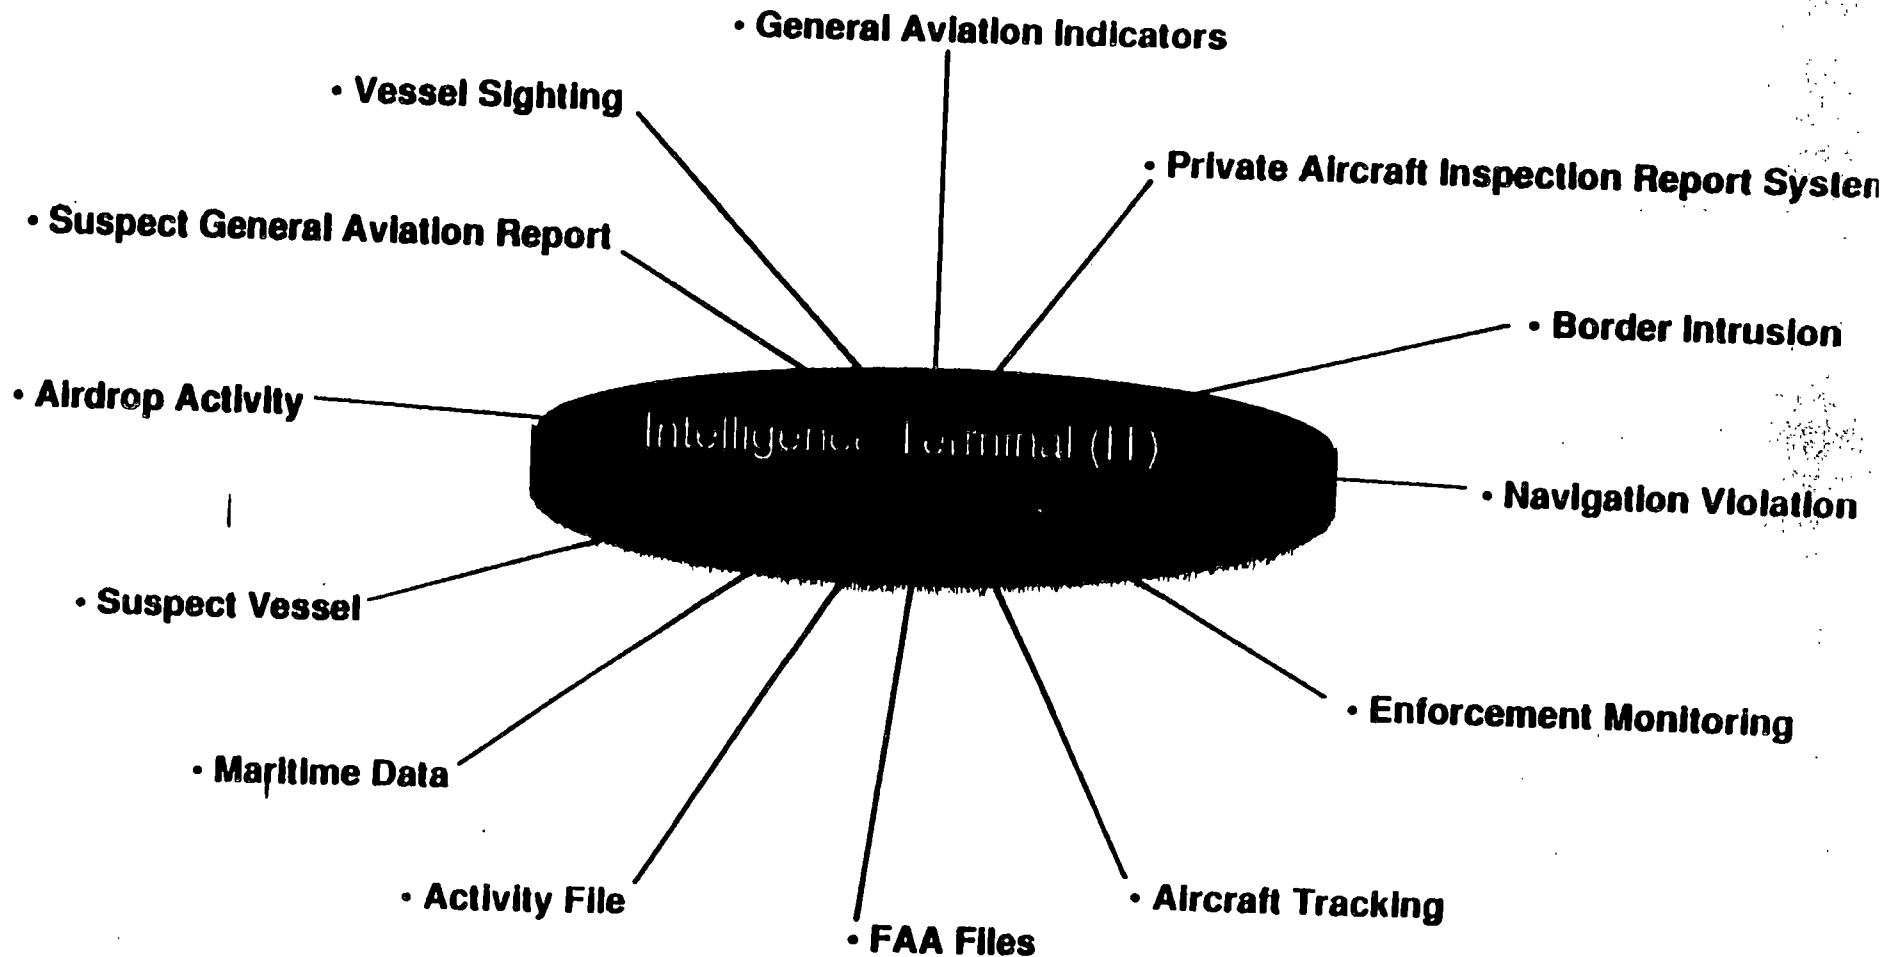 • General Aviation Indicators
• Vessel Sighting
• Private Aircraft Inspection Report System
• Suspect General Aviation Report
• Border Intrusion
• Airdrop Activity
Intelligence Terminal (IT)
• Navigation Violation
• Suspect Vessel
• Enforcement Monitoring
• Maritime Data
• Activity File
• Aircraft Tracking
• FAA Files